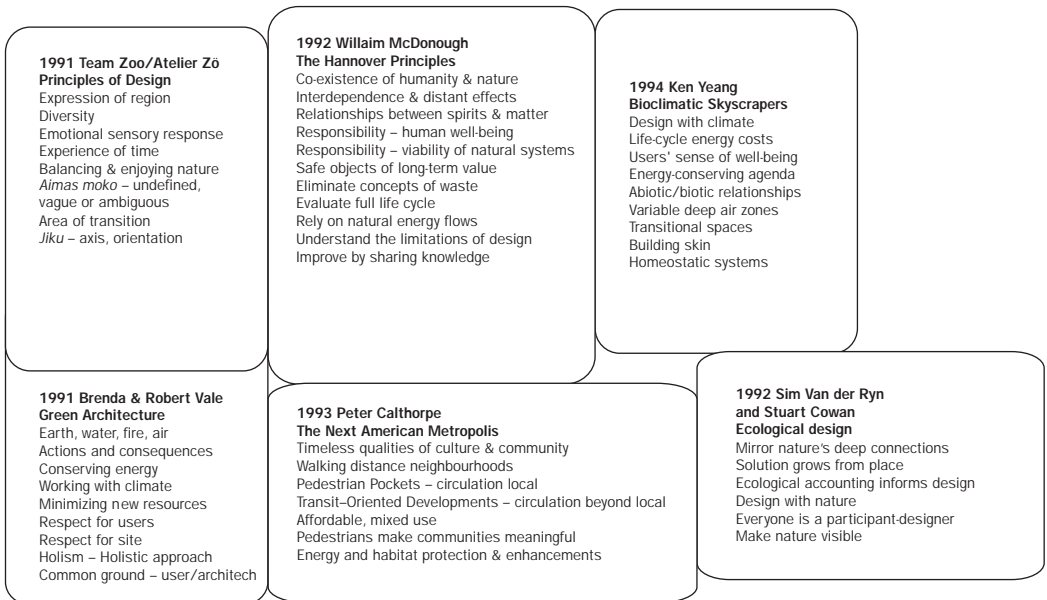 1991 Team Zoo/Atelier Zö
Principles of Design
Expression of region
Diversity
Emotional sensory response
Experience of time
Balancing & enjoying nature
Aimas moko – undefined,
vague or ambiguous
Area of transition
Jiku – axis, orientation
1992 Willaim McDonough
The Hannover Principles
Co-existence of humanity & nature
Interdependence & distant effects
Relationships between spirits & matter
Responsibility – human well-being
Responsibility – viability of natural systems
Safe objects of long-term value
Eliminate concepts of waste
Evaluate full life cycle
Rely on natural energy flows
Understand the limitations of design
Improve by sharing knowledge
1994 Ken Yeang
Bioclimatic Skyscrapers
Design with climate
Life-cycle energy costs
Users' sense of well-being
Energy-conserving agenda
Abiotic/biotic relationships
Variable deep air zones
Transitional spaces
Building skin
Homeostatic systems
1991 Brenda & Robert Vale
Green Architecture
Earth, water, fire, air
Actions and consequences
Conserving energy
Working with climate
Minimizing new resources
Respect for users
Respect for site
Holism – Holistic approach
Common ground – user/architech
1993 Peter Calthorpe
The Next American Metropolis
Timeless qualities of culture & community
Walking distance neighbourhoods
Pedestrian Pockets – circulation local
Transit–Oriented Developments – circulation beyond local
Affordable, mixed use
Pedestrians make communities meaningful
Energy and habitat protection & enhancements
1992 Sim Van der Ryn
and Stuart Cowan
Ecological design
Mirror nature's deep connections
Solution grows from place
Ecological accounting informs design
Design with nature
Everyone is a participant-designer
Make nature visible